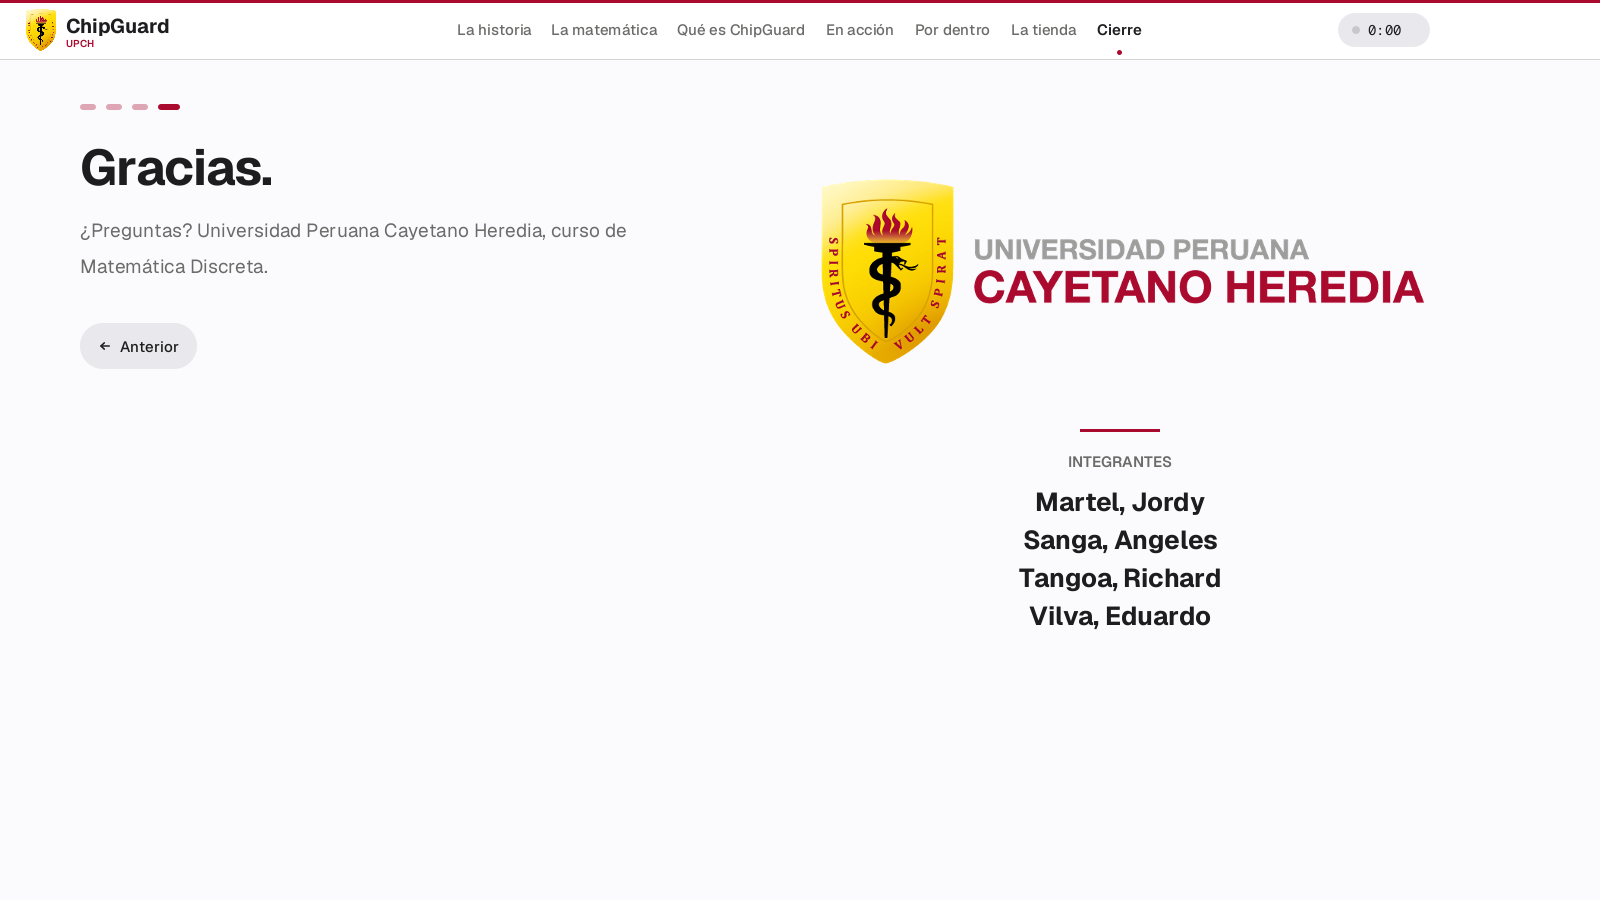 ChipGuard
UPCH
La historia
La matemática
Qué es ChipGuard
En acción
Por dentro
La tienda
Cierre
0:00
Gracias.
¿Preguntas? Universidad Peruana Cayetano Heredia, curso de
Matemática Discreta.
← Anterior
SPIRITUS UBI VULT SPIRAT
UNIVERSIDAD PERUANA
CAYETANO HEREDIA
INTEGRANTES
Martel, Jordy
Sanga, Angeles
Tangoa, Richard
Vilva, Eduardo